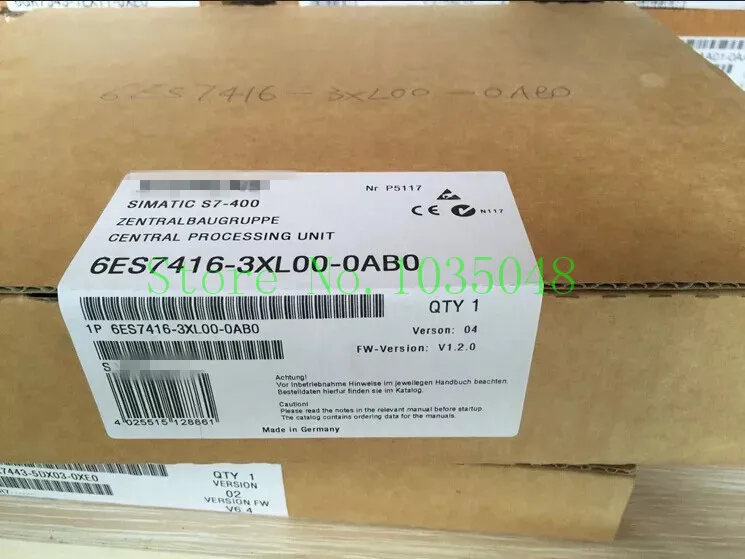 6ES7416-3XL00-0AB0
Nr P5117
SIMATIC S7-400
ZENTRALBAUGRUPPE
CENTRAL PROCESSING UNIT
CE N117
6ES7416-3XL00-0AB0
Store No. 1035048
QTY 1
1P 6ES7416-3XL00-0AB0
Verson: 04
FW-Version: V1.2.0
S
Achtung!
Vor Inbetriebnahme Hinweise im jeweiligen Handbuch beachten.
Bestelldaten hierfur finden sie im Katalog.
Caution!
Please read the notes in the relevant manual before startup.
The catalog contains ordering data for the manuals.
4 025515 128861
Made in Germany
7443-5DX03-0XE0
QTY 1
VERSION
02
VERSION FW
V6.4